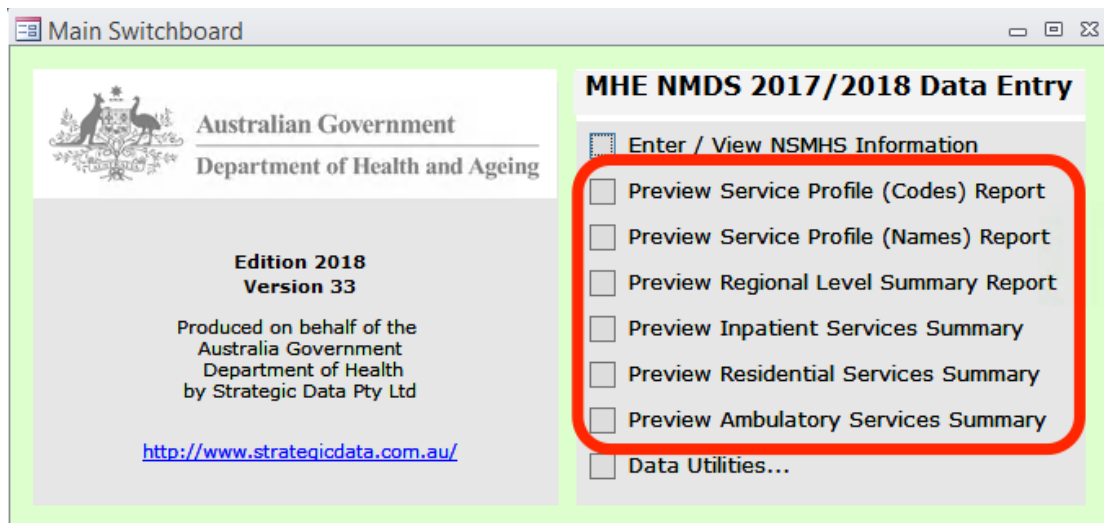 Main Switchboard
Australian Government
Department of Health and Ageing
Edition 2018
Version 33
Produced on behalf of the
Australia Government
Department of Health
by Strategic Data Pty Ltd
http://www.strategicdata.com.au/
MHE NMDS 2017/2018 Data Entry
Enter / View NSMHS Information
Preview Service Profile (Codes) Report
Preview Service Profile (Names) Report
Preview Regional Level Summary Report
Preview Inpatient Services Summary
Preview Residential Services Summary
Preview Ambulatory Services Summary
Data Utilities...